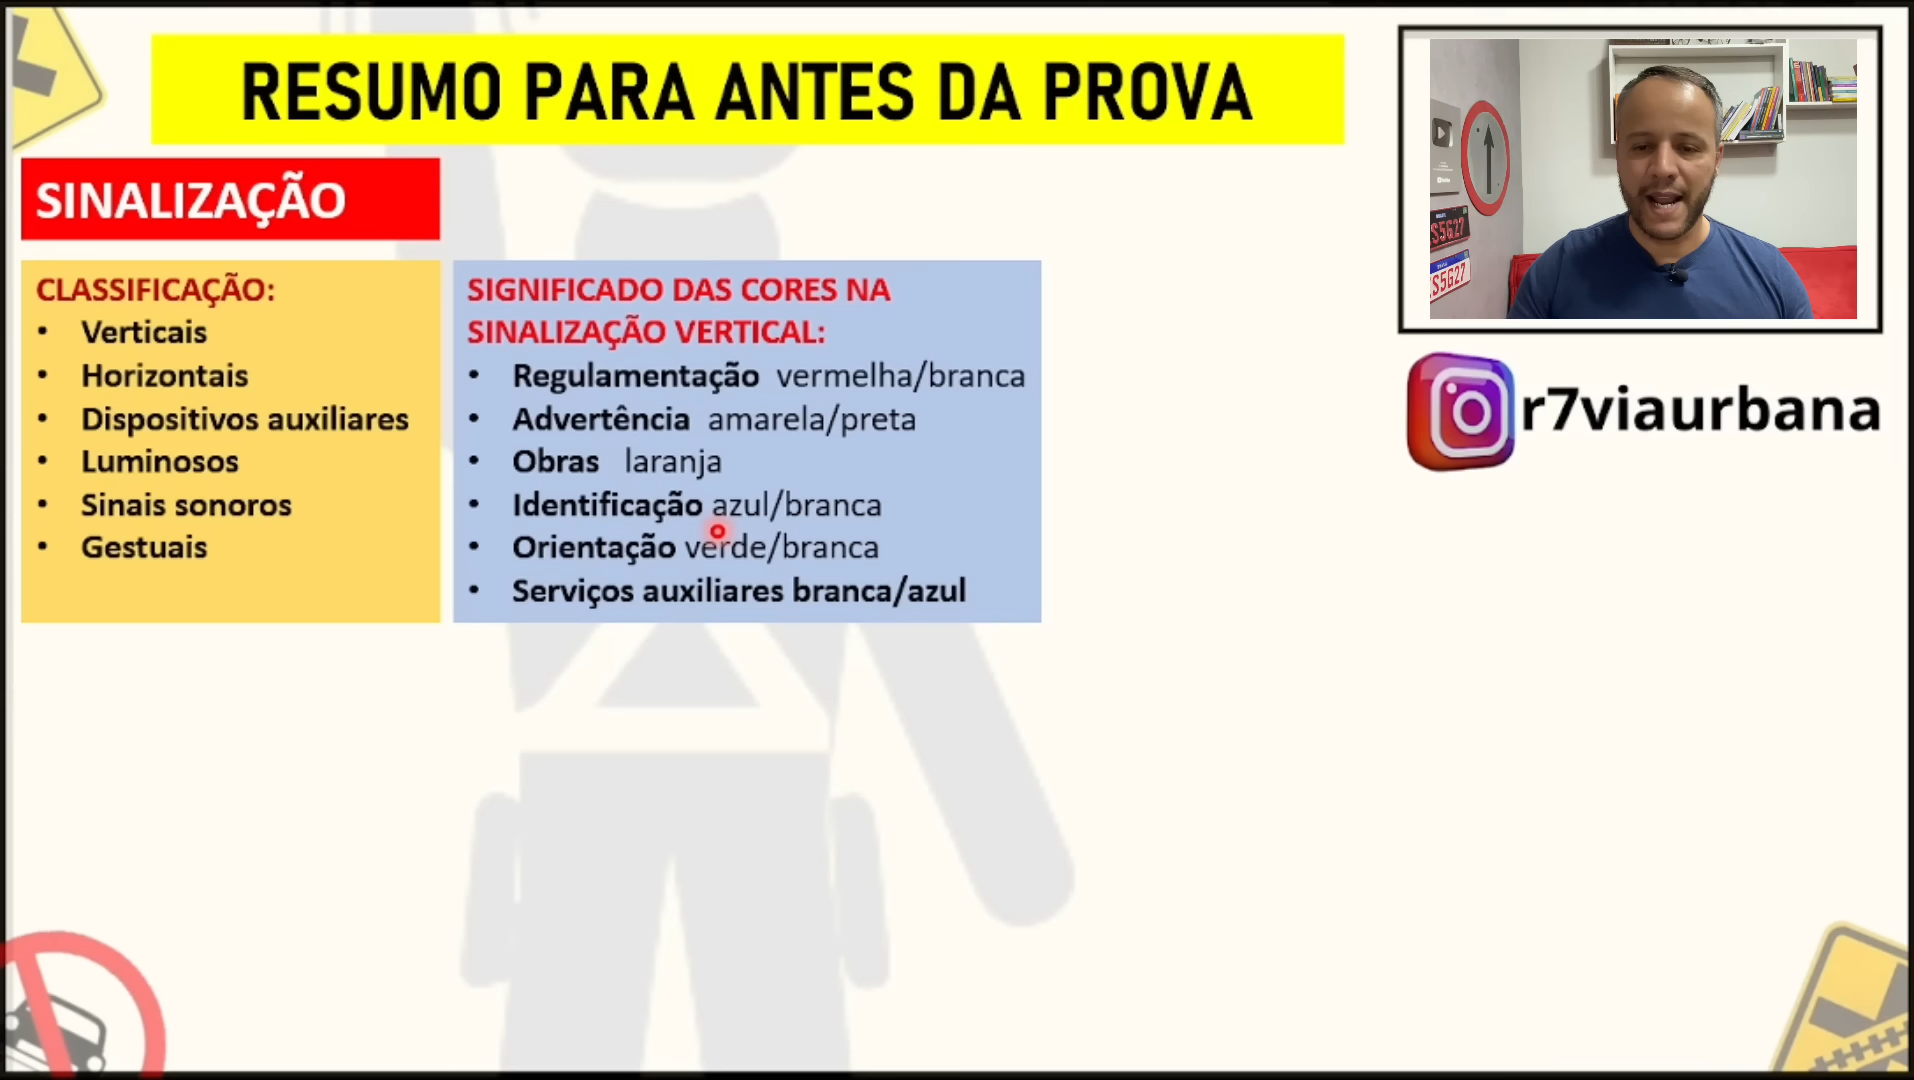 RESUMO PARA ANTES DA PROVA
SINALIZAÇÃO
CLASSIFICAÇÃO:
• Verticais
• Horizontais
• Dispositivos auxiliares
• Luminosos
• Sinais sonoros
• Gestuais
SIGNIFICADO DAS CORES NA
SINALIZAÇÃO VERTICAL:
• Regulamentação vermelha/branca
• Advertência amarela/preta
• Obras laranja
• Identificação azul/branca
• Orientação verde/branca
• Serviços auxiliares branca/azul
S5G27
S5G27
r7viaurbana